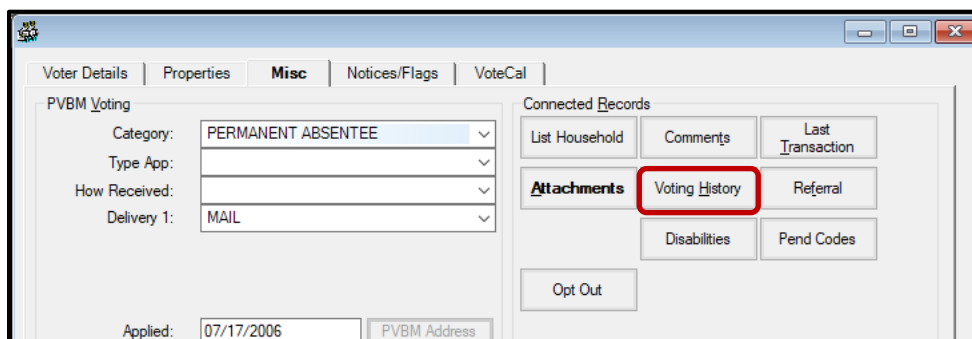 Voter Details Properties Misc Notices/Flags VoteCal
PVBM Voting
Category: PERMANENT ABSENTEE
Type App:
How Received:
Delivery 1: MAIL
Applied: 07/17/2006 PVBM Address
Connected Records
List Household Comments Last
Transaction
Attachments Voting History Referral
Disabilities Pend Codes
Opt Out